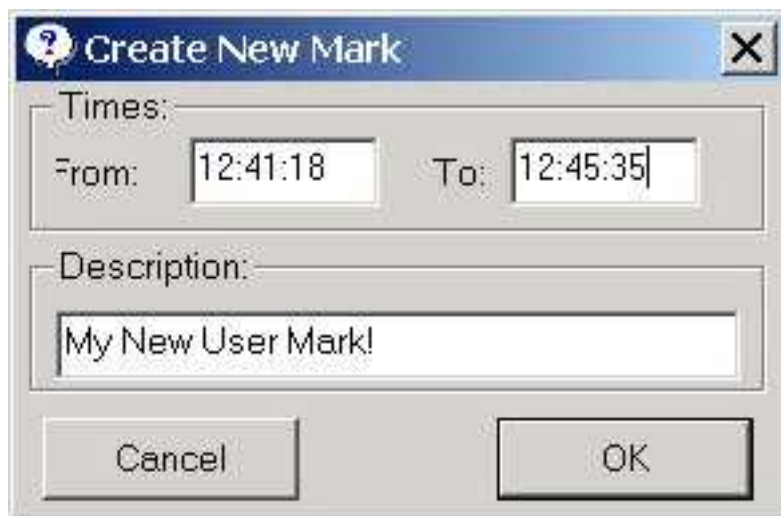 Create New Mark
Times:
From: 12:41:18 To: 12:45:35
Description:
My New User Mark!
Cancel OK